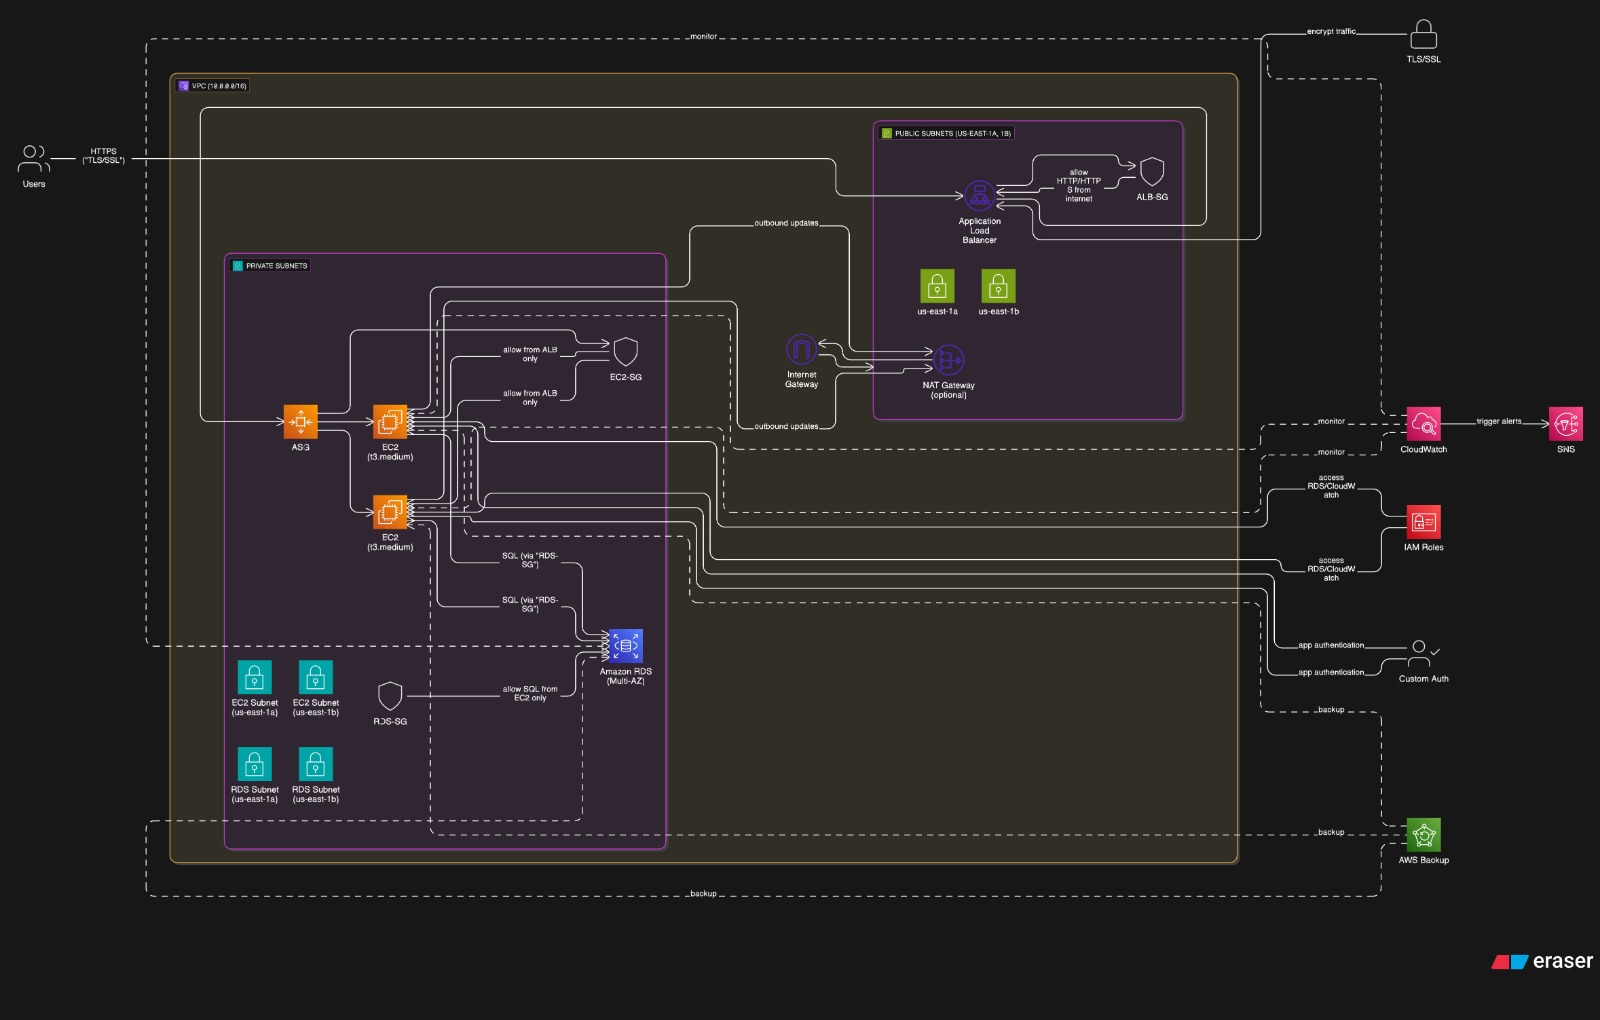 monitor
encrypt traffic
TLS/SSL
VPC (10.0.0.0/16)
PUBLIC SUBNETS (US-EAST-1A, 1B)
HTTPS
("TLS/SSL")
Users
allow
HTTP/HTTP
S from
internet
ALB-SG
Application
Load
Balancer
outbound updates
PRIVATE SUBNETS
us-east-1a
us-east-1b
allow from ALB
only
EC2-SG
Internet
Gateway
NAT Gateway
(optional)
allow from ALB
only
outbound updates
ASG
EC2
(t3.medium)
monitor
CloudWatch
trigger alerts
SNS
monitor
access
RDS/CloudW
atch
IAM Roles
EC2
(t3.medium)
SQL (via "RDS-
SG")
access
RDS/CloudW
atch
SQL (via "RDS-
SG")
app authentication
app authentication
Custom Auth
Amazon RDS
(Multi-AZ)
allow SQL from
EC2 only
RDS-SG
EC2 Subnet
(us-east-1a)
EC2 Subnet
(us-east-1b)
backup
RDS Subnet
(us-east-1a)
RDS Subnet
(us-east-1b)
backup
AWS Backup
backup
eraser